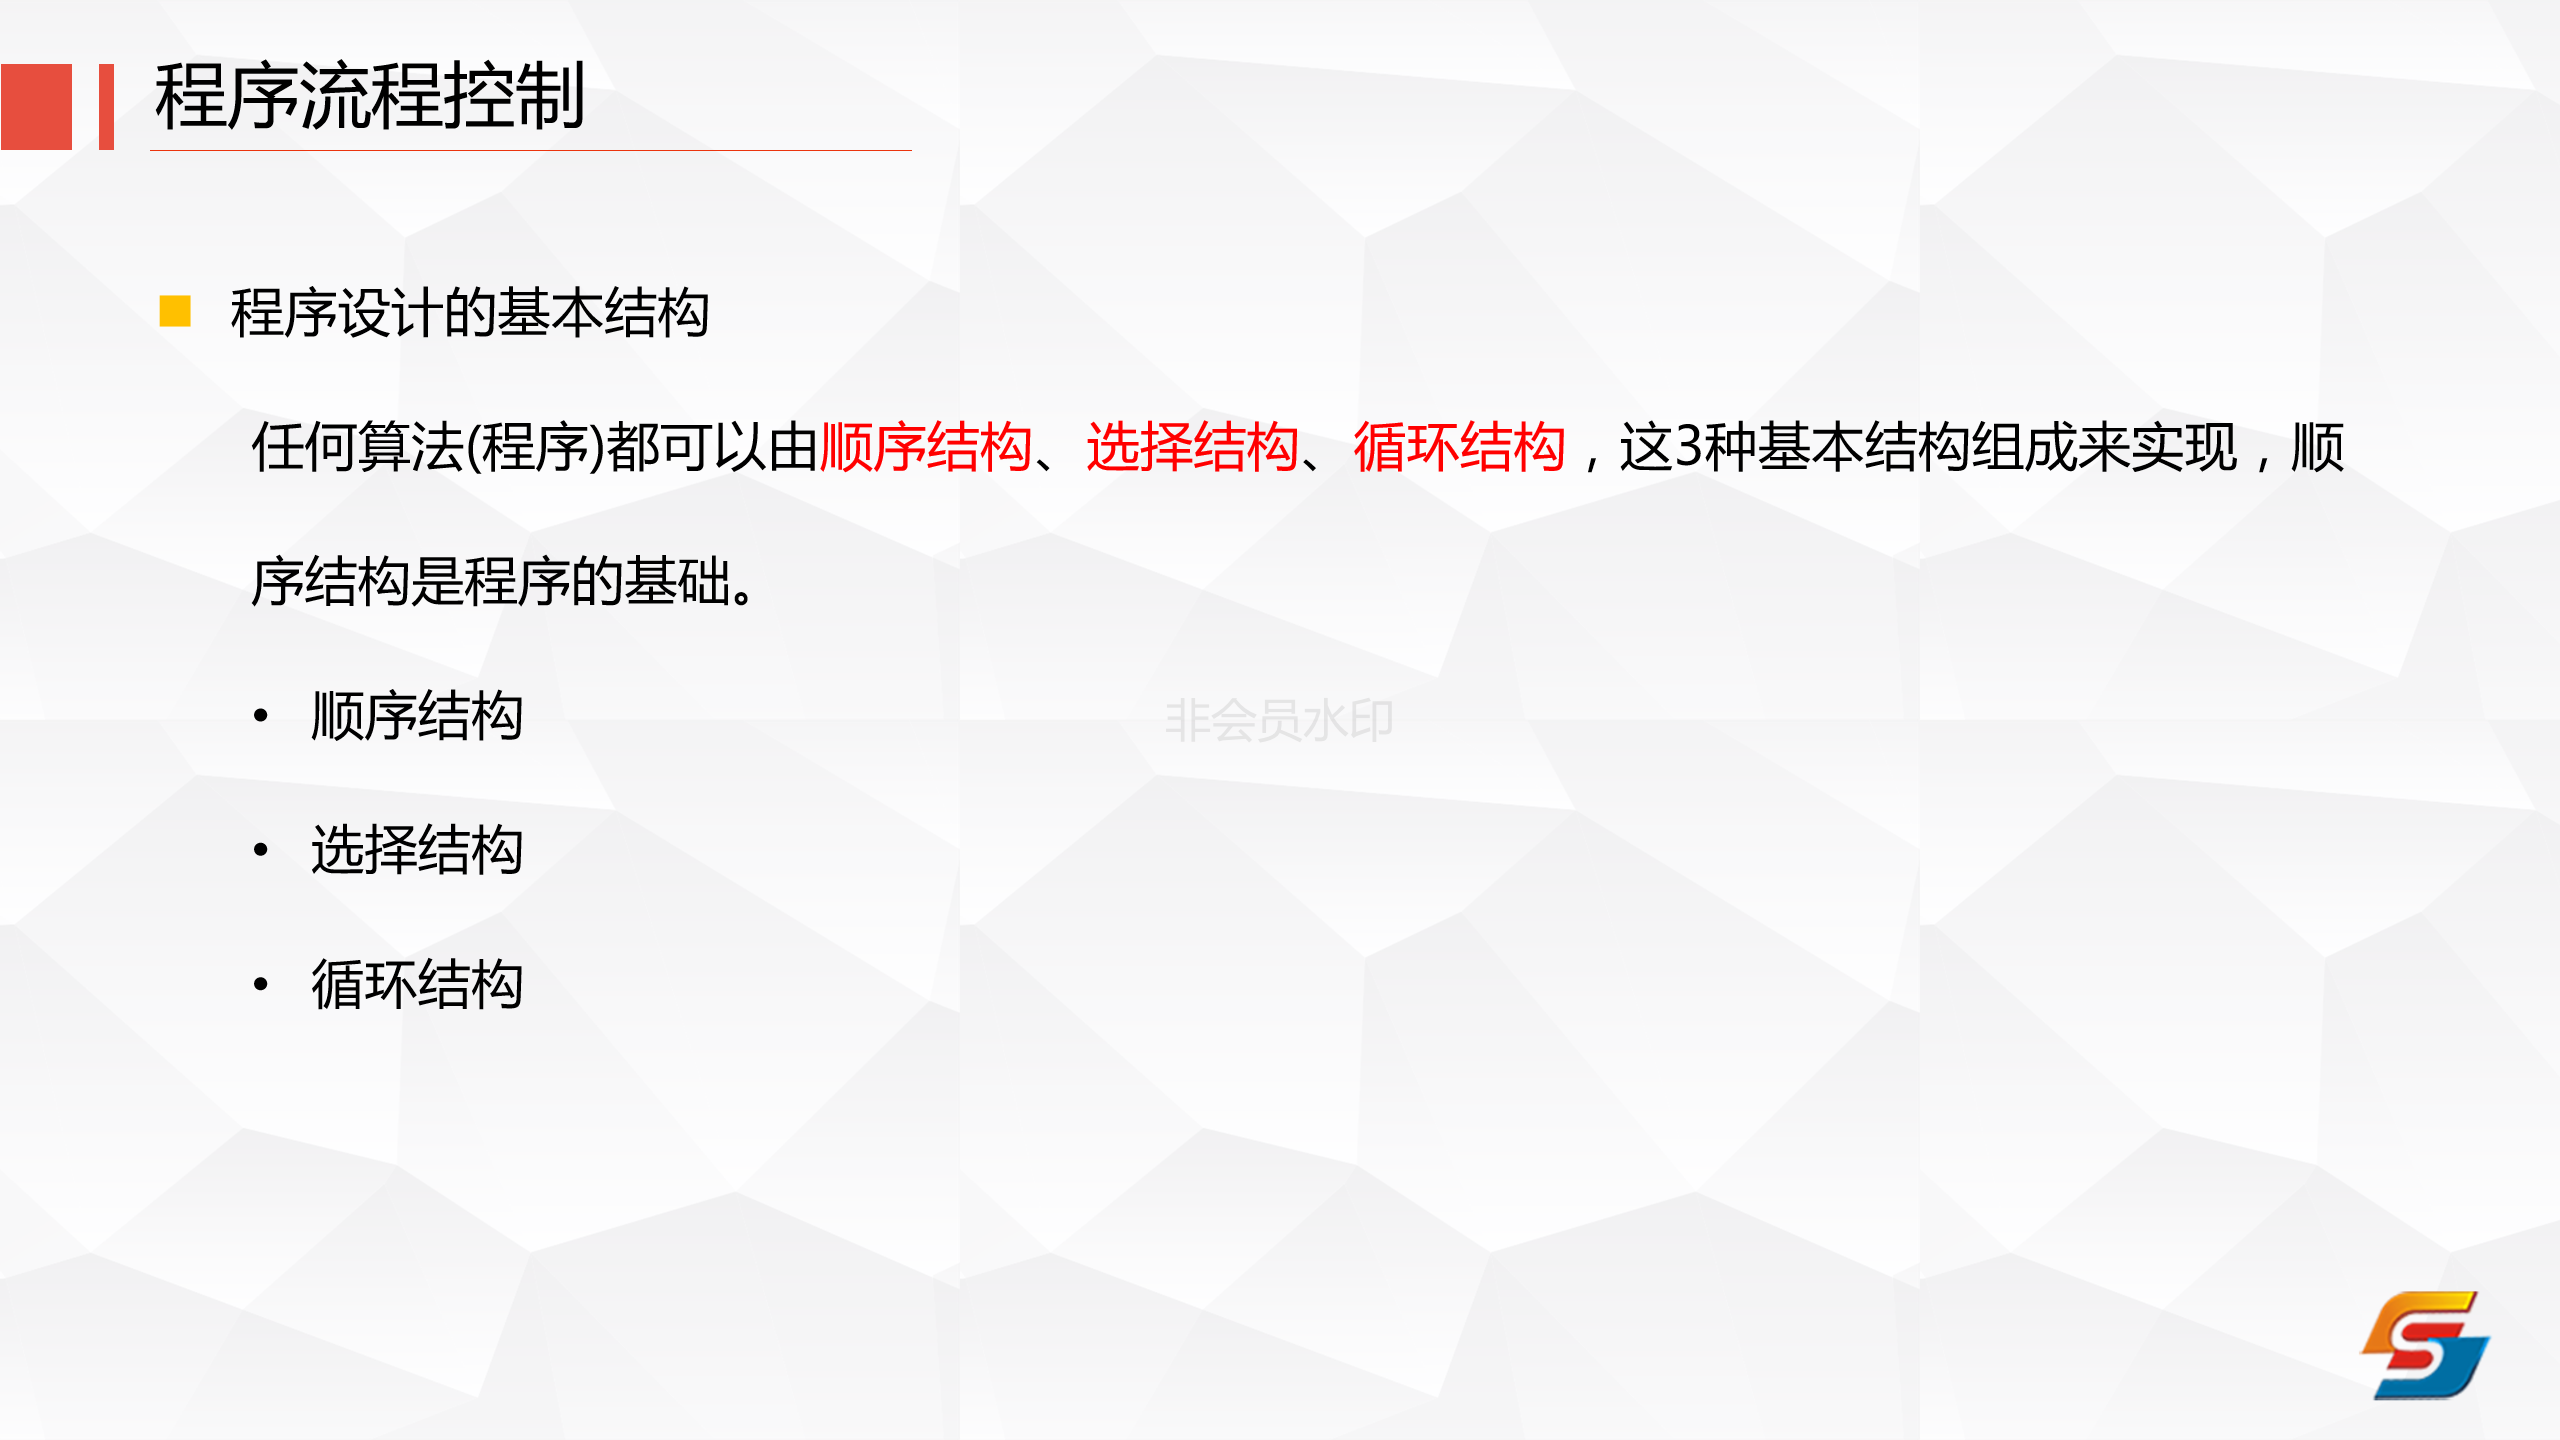 程序流程控制
程序设计的基本结构
任何算法(程序)都可以由顺序结构、选择结构、循环结构，这3种基本结构组成来实现，顺
序结构是程序的基础。
• 顺序结构
非会员水印
• 选择结构
• 循环结构